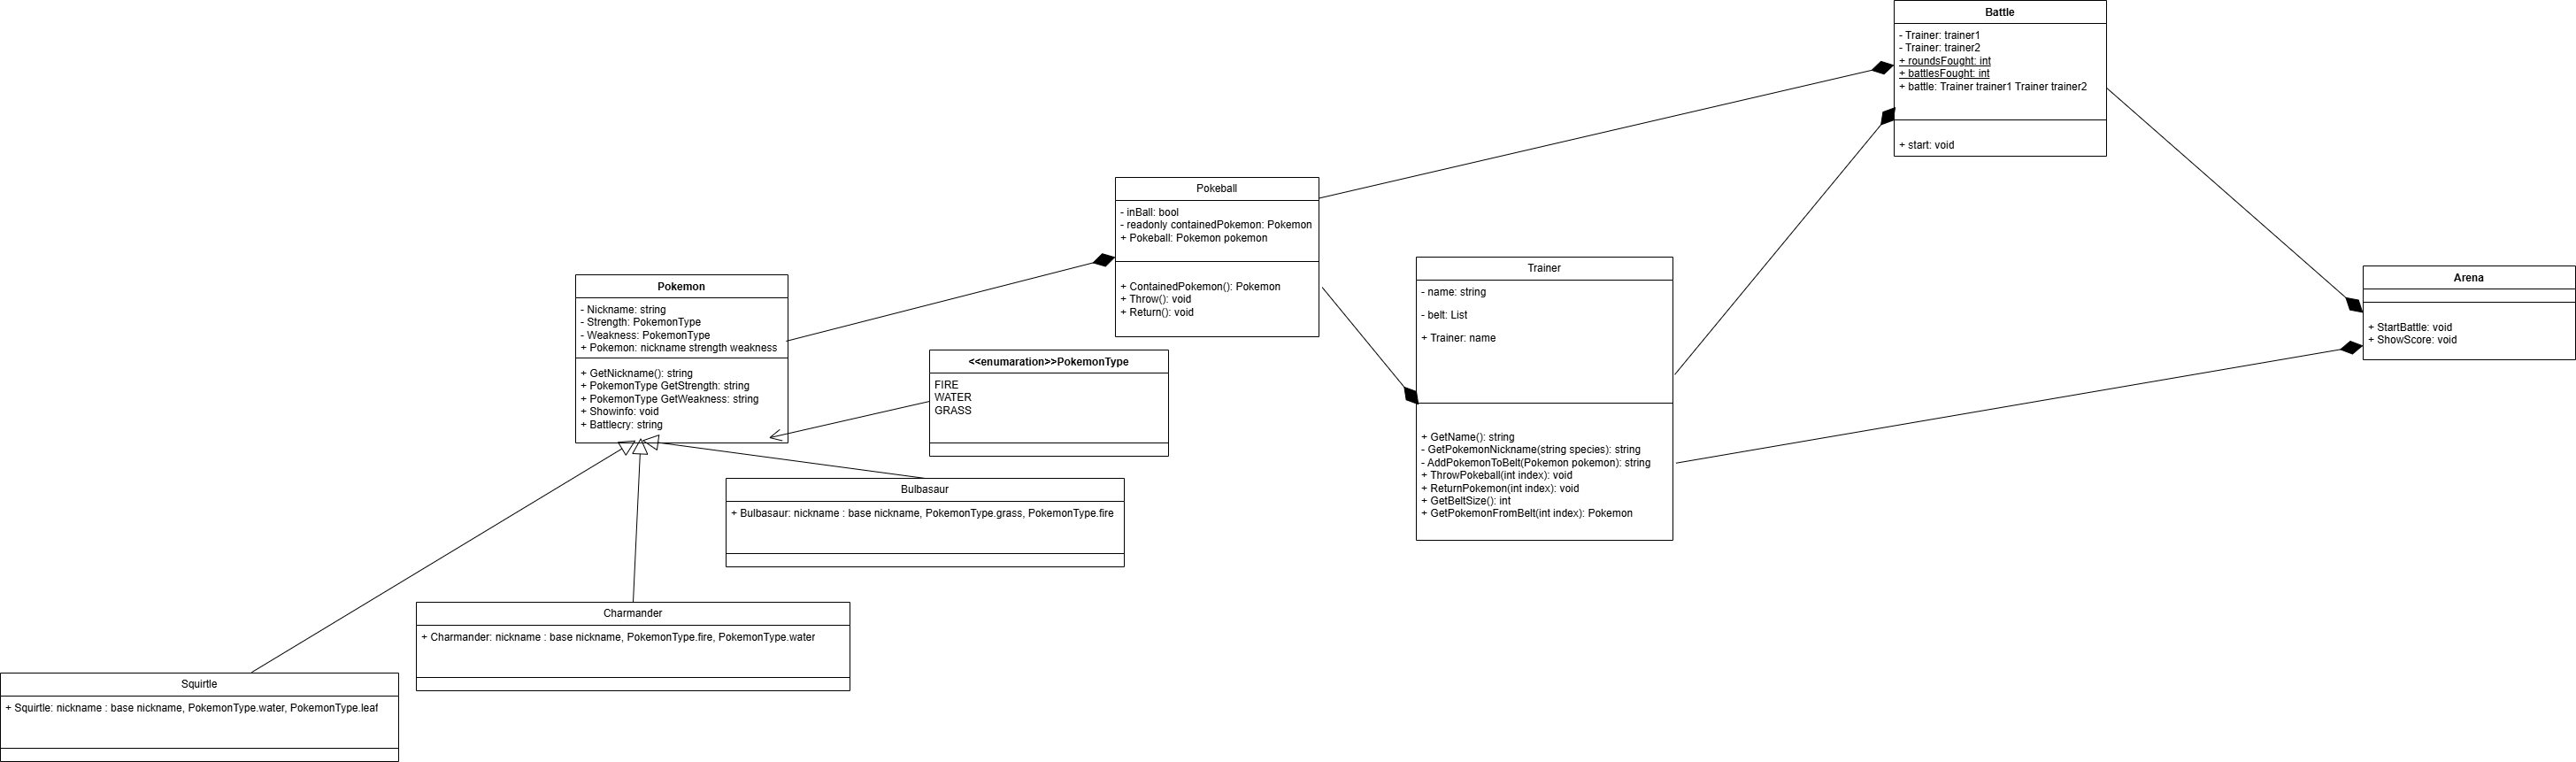 Battle
- Trainer: trainer1
- Trainer: trainer2
+ roundsFought: int
+ battlesFought: int
+ battle: Trainer trainer1 Trainer trainer2
+ start: void
Pokeball
- inBall: bool
- readonly containedPokemon: Pokemon
+ Pokeball: Pokemon pokemon
+ ContainedPokemon(): Pokemon
+ Throw(): void
+ Return(): void
Trainer
- name: string
- belt: List
+ Trainer: name
+ GetName(): string
- GetPokemonNickname(string species): string
- AddPokemonToBelt(Pokemon pokemon): string
+ ThrowPokeball(int index): void
+ ReturnPokemon(int index): void
+ GetBeltSize(): int
+ GetPokemonFromBelt(int index): Pokemon
Arena
+ StartBattle: void
+ ShowScore: void
Pokemon
- Nickname: string
- Strength: PokemonType
- Weakness: PokemonType
+ Pokemon: nickname strength weakness
+ GetNickname(): string
+ PokemonType GetStrength: string
+ PokemonType GetWeakness: string
+ Showinfo: void
+ Battlecry: string
<<enumaration>>PokemonType
FIRE
WATER
GRASS
Bulbasaur
+ Bulbasaur: nickname : base nickname, PokemonType.grass, PokemonType.fire
Charmander
+ Charmander: nickname : base nickname, PokemonType.fire, PokemonType.water
Squirtle
+ Squirtle: nickname : base nickname, PokemonType.water, PokemonType.leaf